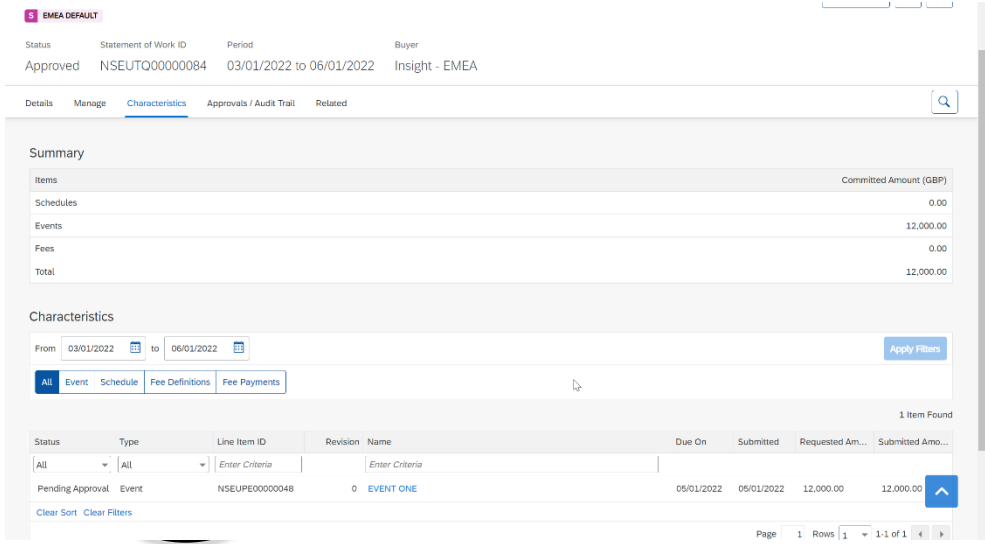 S EMEA DEFAULT
Status Statement of Work ID Period Buyer
Approved NSEUTQ00000084 03/01/2022 to 06/01/2022 Insight - EMEA
Details Manage Characteristics Approvals / Audit Trail Related
Summary
Items Committed Amount (GBP)
Schedules 0.00
Events 12,000.00
Fees 0.00
Total 12,000.00
Characteristics
From 03/01/2022 to 06/01/2022 Apply Filters
All Event Schedule Fee Definitions Fee Payments
1 Item Found
Status Type Line Item ID Revision Name Due On Submitted Requested Am... Submitted Amo...
All All Enter Criteria Enter Criteria
Pending Approval Event NSEUPE00000048 0 EVENT ONE 05/01/2022 05/01/2022 12,000.00 12,000.00
Clear Sort Clear Filters
Page 1 Rows 1 1-1 of 1